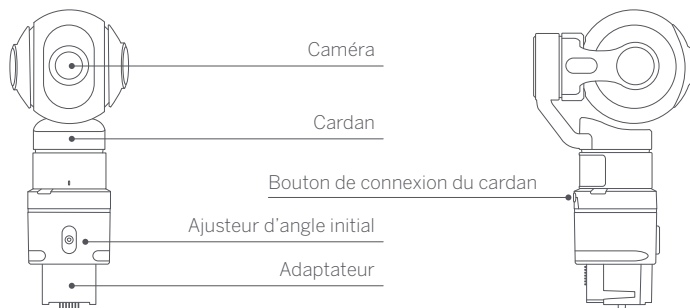 Caméra
Cardan
Bouton de connexion du cardan
Ajusteur d'angle initial
Adaptateur